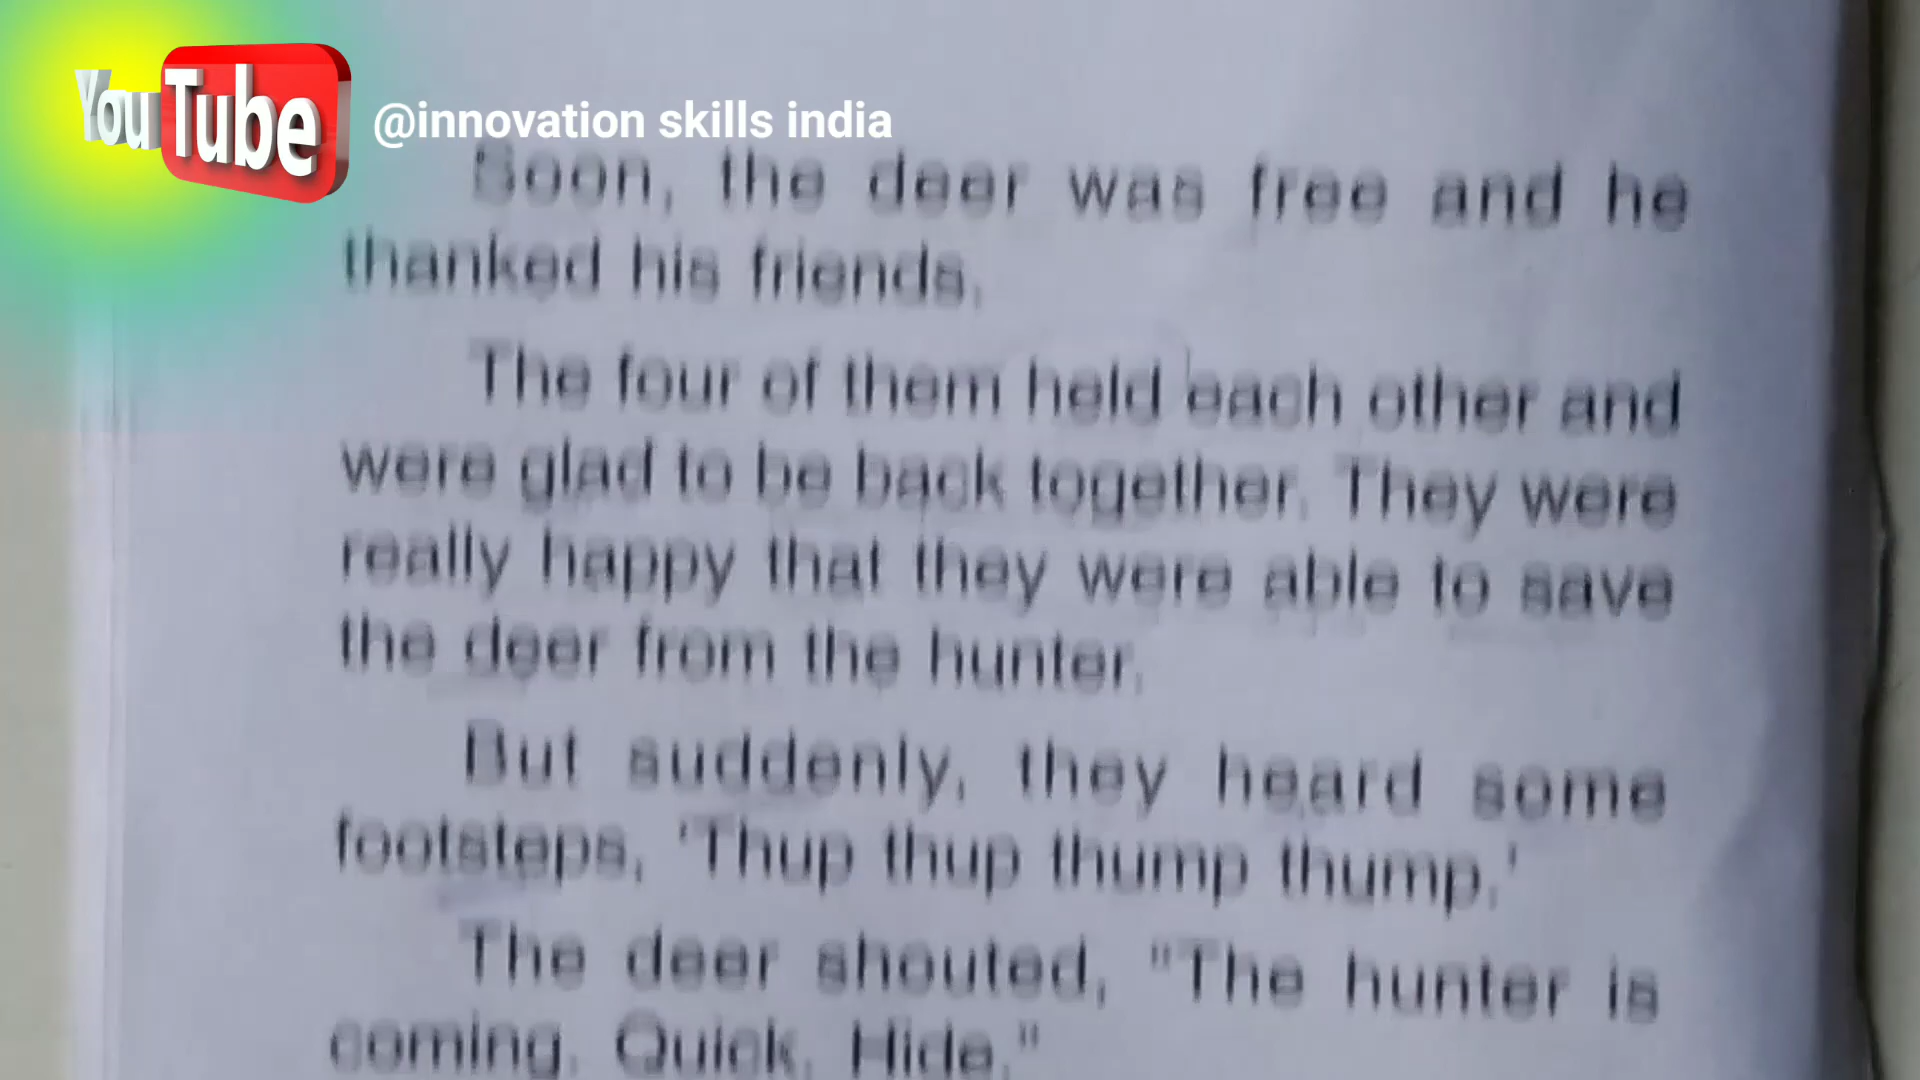 YouTube
@innovation skills india
Soon, the deer was free and he
thanked his friends.
The four of them held each other and
were glad to be back together. They were
really happy that they were able to save
the deer from the hunter.
But suddenly, they heard some
footsteps, 'Thup thup thump thump.'
The deer shouted, "The hunter is
coming. Quick. Hide."